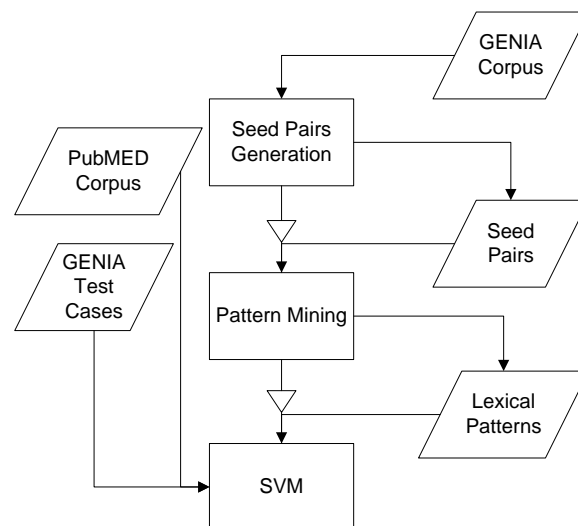 GENIA
Corpus
Seed Pairs
Generation
PubMED
Corpus
Seed
Pairs
GENIA
Test
Cases
Pattern Mining
Lexical
Patterns
SVM